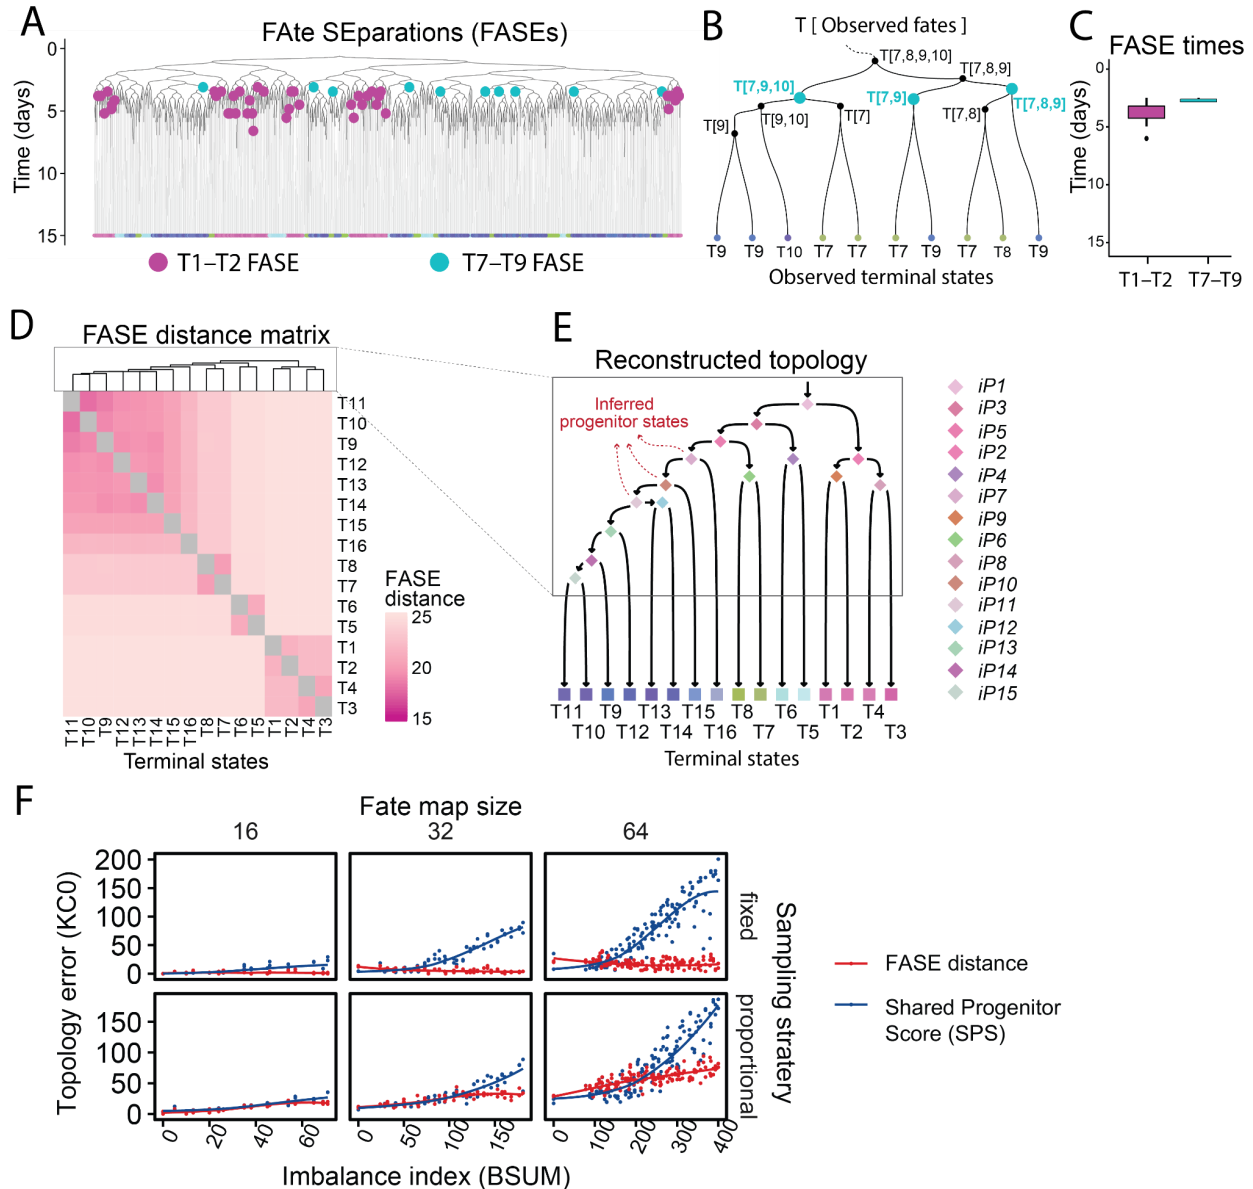 A
FAte SEparations (FASEs)
Time (days)
0
5
10
15
T1–T2 FASE
T7–T9 FASE
B
T [ Observed fates ]
T[7,8,9,10]
T[7,8,9]
T[7,9,10]
T[7,9]
T[7,8,9]
T[9]
T[9,10]
T[7]
T[7,8]
T9 T9 T10 T7 T7 T7 T9 T7 T8 T9
Observed terminal states
C
FASE times
Time (days)
0
5
10
15
T1–T2 T7–T9
D
FASE distance matrix
T11
T10
T9
T12
T13
T14
T15
T16
T8
T7
T6
T5
T1
T2
T4
T3
T11 T10 T9 T12 T13 T14 T15 T16 T8 T7 T6 T5 T1 T2 T4 T3
Terminal states
FASE
distance
25
20
15
E
Reconstructed topology
Inferred
progenitor states
T11 T9 T13 T15 T8 T6 T1 T4
T10 T12 T14 T16 T7 T5 T2 T3
Terminal states
iP1
iP3
iP5
iP2
iP4
iP7
iP9
iP6
iP8
iP10
iP11
iP12
iP13
iP14
iP15
F
Fate map size
16 32 64
Topology error (KC0)
200
150
100
50
0
150
100
50
0
fixed
proportional
Sampling stratery
0 20 40 60
0 50 100 150
0 100 200 300 400
Imbalance index (BSUM)
FASE distance
Shared Progenitor
Score (SPS)